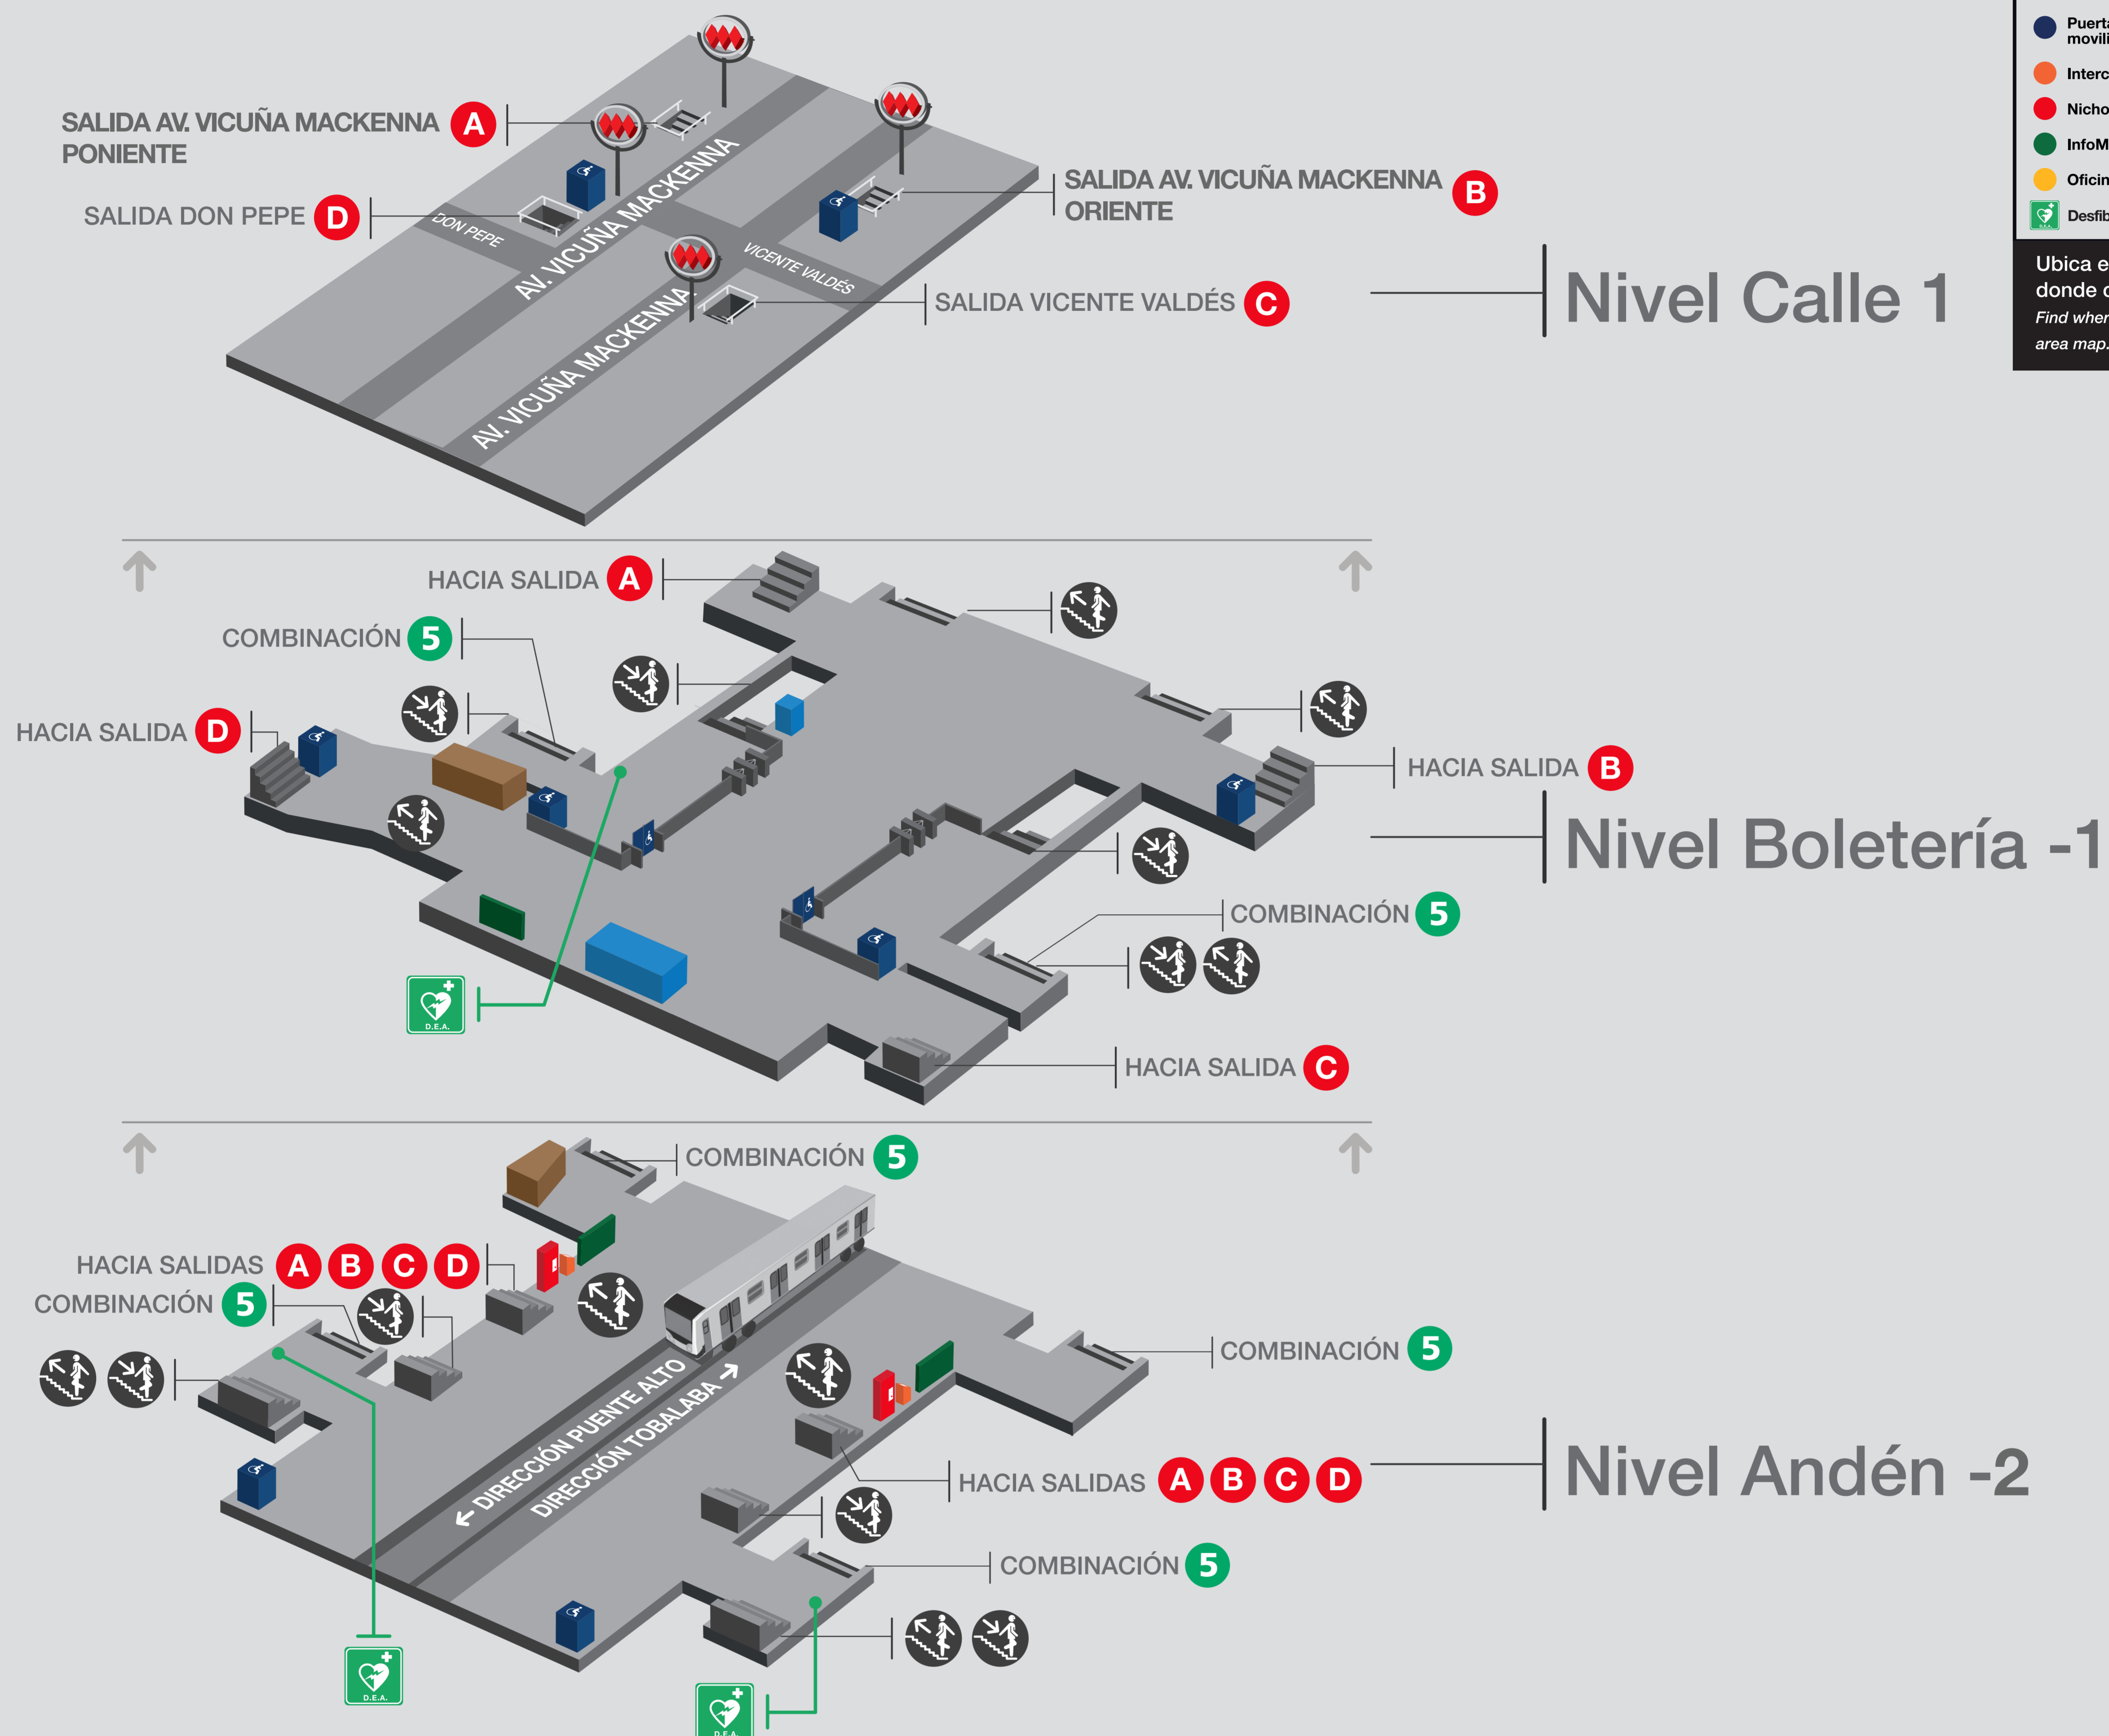 SALIDA AV. VICUÑA MACKENNA A
PONIENTE
SALIDA DON PEPE D
DON PEPE
AV. VICUÑA MACKENNA
AV. VICUÑA MACKENNA
VICENTE VALDÉS
SALIDA AV. VICUÑA MACKENNA B
ORIENTE
SALIDA VICENTE VALDÉS C
Nivel Calle 1
InfoM
Desfib
D.E.A.
Ubica e
donde
Find wher
area map.
HACIA SALIDA A
COMBINACIÓN 5
HACIA SALIDA D
HACIA SALIDA B
Nivel Boletería -1
COMBINACIÓN 5
D.E.A.
HACIA SALIDA C
COMBINACIÓN 5
HACIA SALIDAS A B C D
COMBINACIÓN 5
COMBINACIÓN 5
← DIRECCIÓN PUENTE ALTO
DIRECCIÓN TOBALABA →
HACIA SALIDAS A B C D
Nivel Andén -2
COMBINACIÓN 5
D.E.A.
D.E.A.